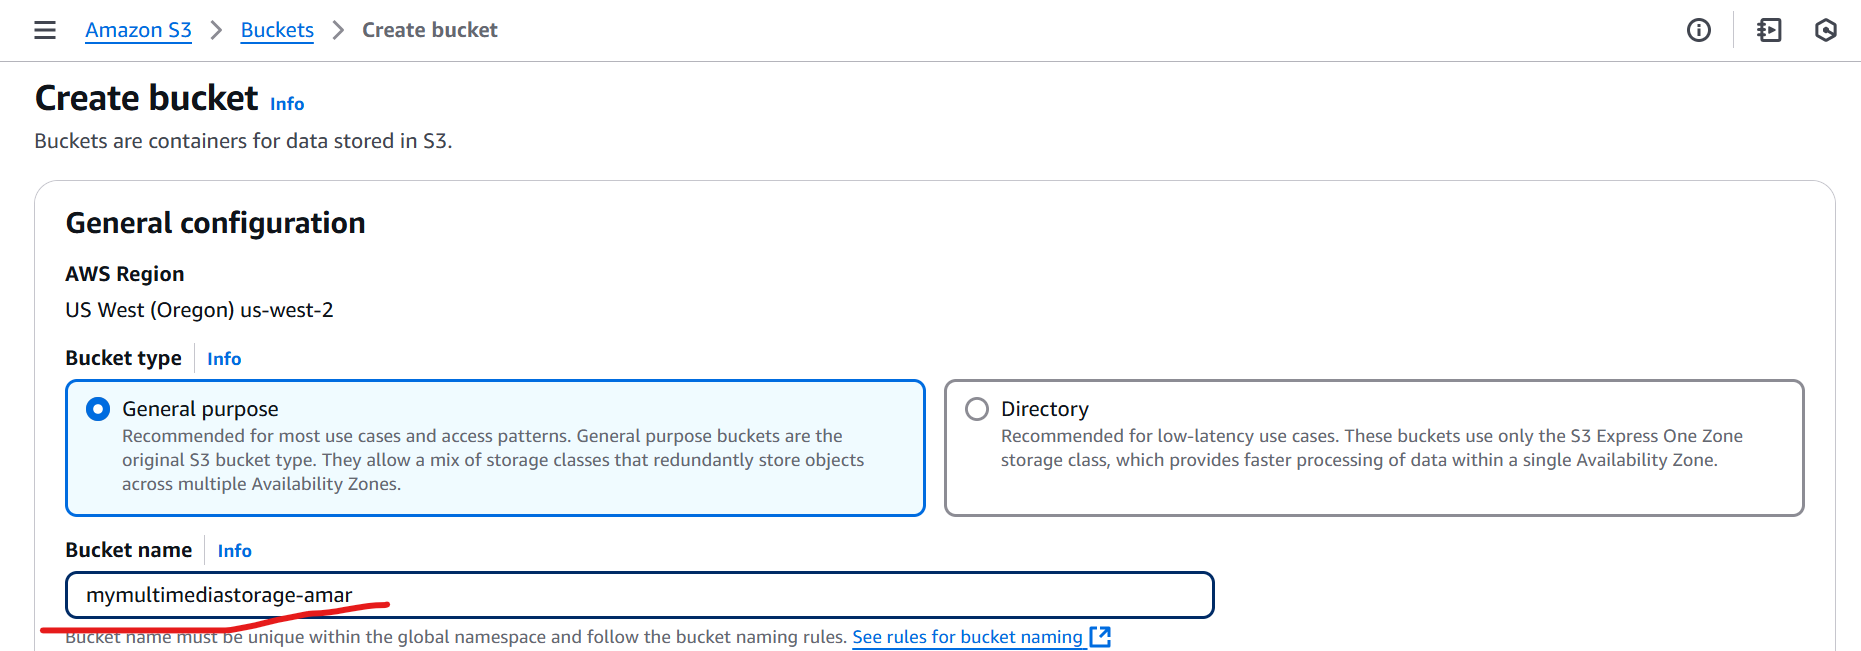 Amazon S3 > Buckets > Create bucket
Create bucket Info
Buckets are containers for data stored in S3.
General configuration
AWS Region
US West (Oregon) us-west-2
Bucket type Info
General purpose
Recommended for most use cases and access patterns. General purpose buckets are the
original S3 bucket type. They allow a mix of storage classes that redundantly store objects
across multiple Availability Zones.
Directory
Recommended for low-latency use cases. These buckets use only the S3 Express One Zone
storage class, which provides faster processing of data within a single Availability Zone.
Bucket name Info
mymultimediastorage-amar
Bucket name must be unique within the global namespace and follow the bucket naming rules. See rules for bucket naming